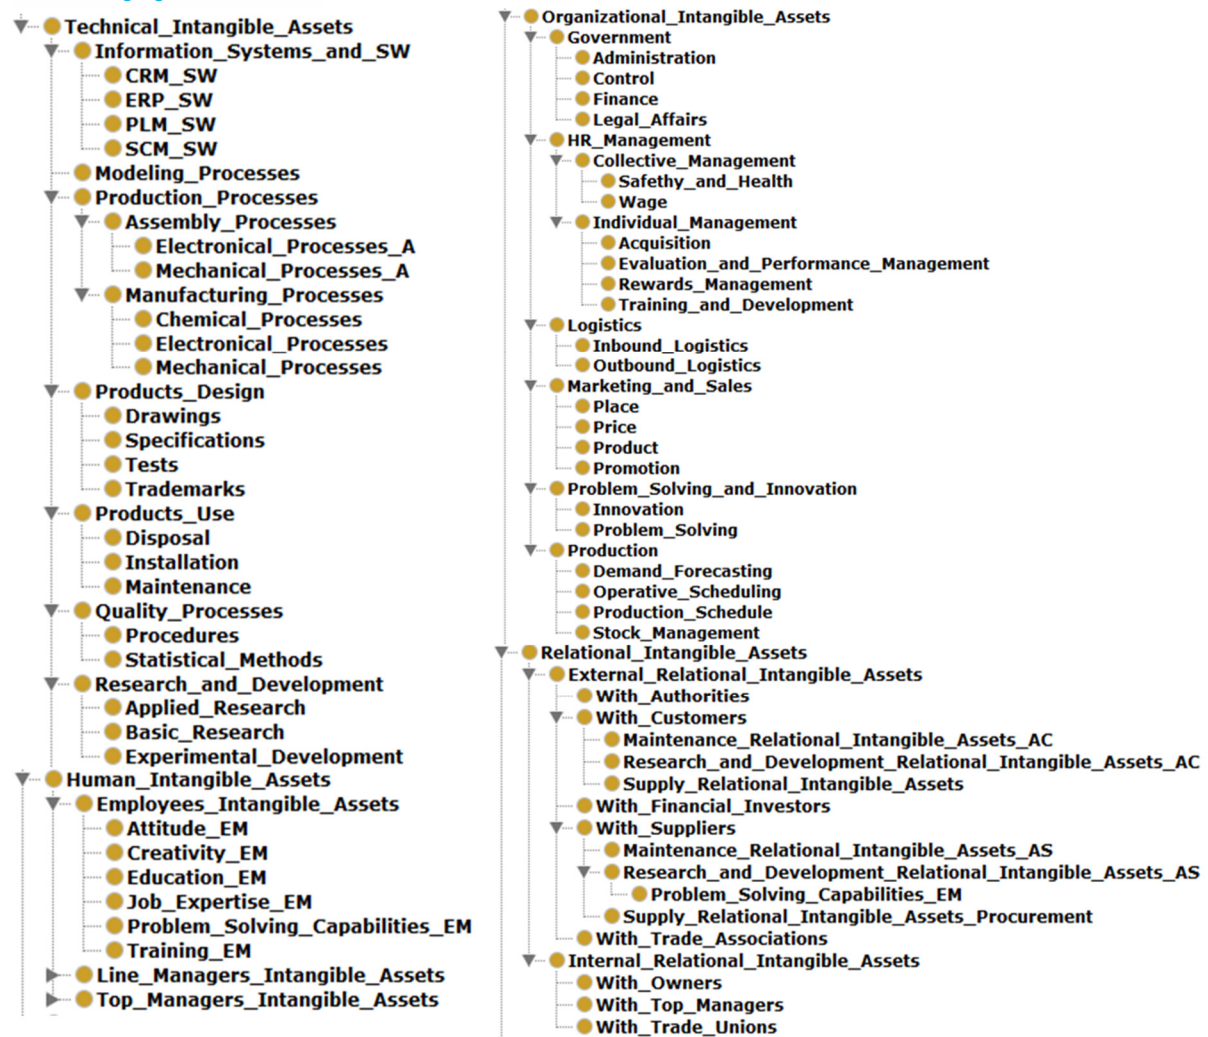 Technical_Intangible_Assets
Information_Systems_and_SW
CRM_SW
ERP_SW
PLM_SW
SCM_SW
Modeling_Processes
Production_Processes
Assembly_Processes
Electronical_Processes_A
Mechanical_Processes_A
Manufacturing_Processes
Chemical_Processes
Electronical_Processes
Mechanical_Processes
Products_Design
Drawings
Specifications
Tests
Trademarks
Products_Use
Disposal
Installation
Maintenance
Quality_Processes
Procedures
Statistical_Methods
Research_and_Development
Applied_Research
Basic_Research
Experimental_Development
Human_Intangible_Assets
Employees_Intangible_Assets
Attitude_EM
Creativity_EM
Education_EM
Job_Expertise_EM
Problem_Solving_Capabilities_EM
Training_EM
Line_Managers_Intangible_Assets
Top_Managers_Intangible_Assets
Organizational_Intangible_Assets
Government
Administration
Control
Finance
Legal_Affairs
HR_Management
Collective_Management
Safethy_and_Health
Wage
Individual_Management
Acquisition
Evaluation_and_Performance_Management
Rewards_Management
Training_and_Development
Logistics
Inbound_Logistics
Outbound_Logistics
Marketing_and_Sales
Place
Price
Product
Promotion
Problem_Solving_and_Innovation
Innovation
Problem_Solving
Production
Demand_Forecasting
Operative_Scheduling
Production_Schedule
Stock_Management
Relational_Intangible_Assets
External_Relational_Intangible_Assets
With_Authorities
With_Customers
Maintenance_Relational_Intangible_Assets_AC
Research_and_Development_Relational_Intangible_Assets_AC
Supply_Relational_Intangible_Assets
With_Financial_Investors
With_Suppliers
Maintenance_Relational_Intangible_Assets_AS
Research_and_Development_Relational_Intangible_Assets_AS
Problem_Solving_Capabilities_EM
Supply_Relational_Intangible_Assets_Procurement
With_Trade_Associations
Internal_Relational_Intangible_Assets
With_Owners
With_Top_Managers
With_Trade_Unions